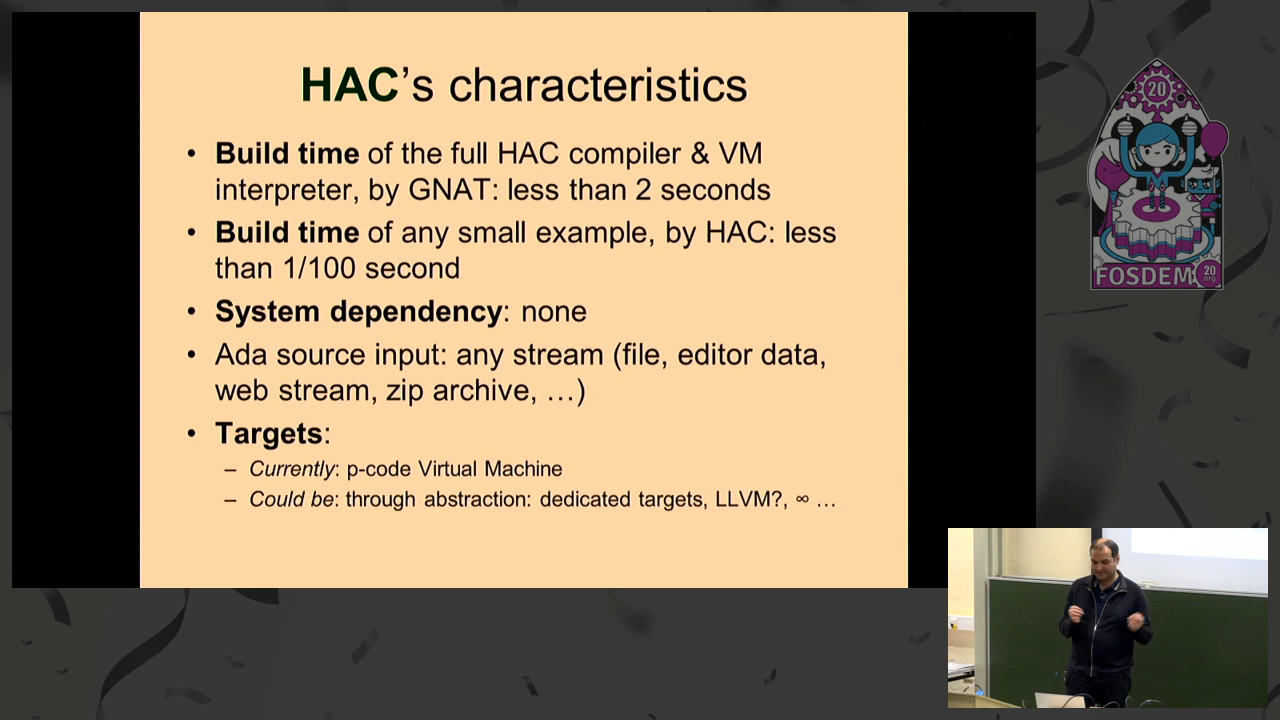 HAC's characteristics
• Build time of the full HAC compiler & VM
interpreter, by GNAT: less than 2 seconds
• Build time of any small example, by HAC: less
than 1/100 second
• System dependency: none
• Ada source input: any stream (file, editor data,
web stream, zip archive, …)
• Targets:
– Currently: p-code Virtual Machine
– Could be: through abstraction: dedicated targets, LLVM?, ∞ …
20
FOSDEM
20
.org